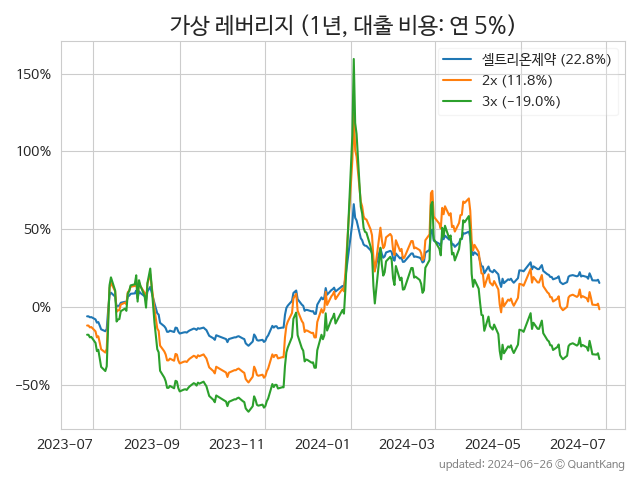 가상 레버리지 (1년, 대출 비용: 연 5%)
셀트리온제약 (22.8%)
2x (11.8%)
3x (−19.0%)
150%
100%
50%
0%
−50%
2023-07 2023-09 2023-11 2024-01 2024-03 2024-05 2024-07
updated: 2024-06-26 © QuantKang